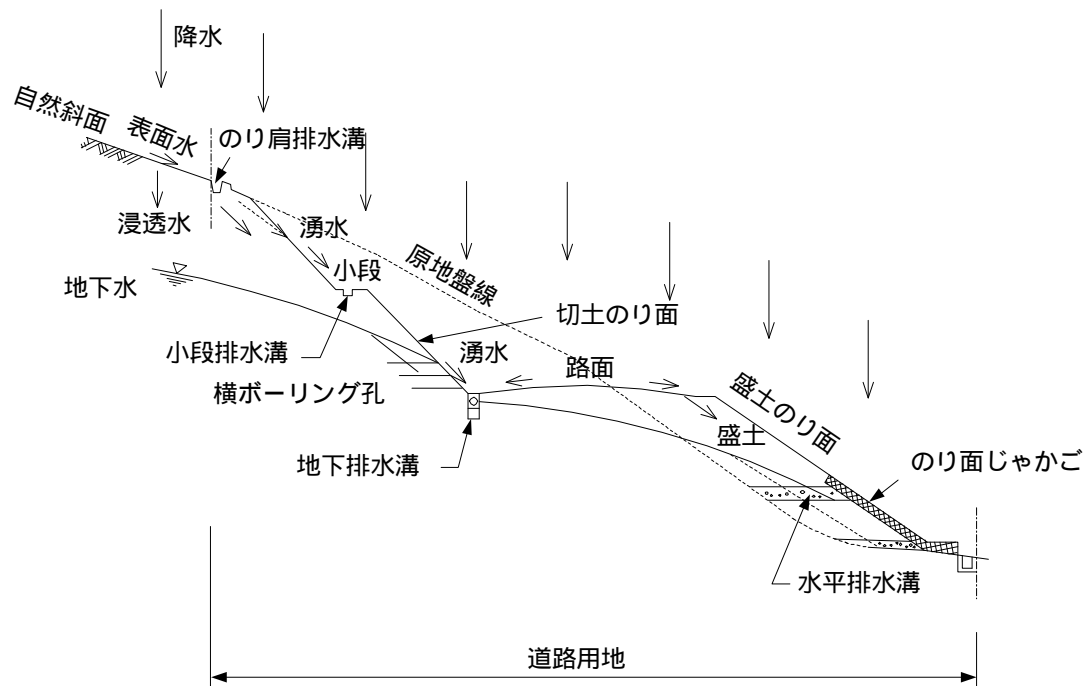 降水
自然斜面 表面水
のり肩排水溝
浸透水
湧水
原地盤線
地下水
小段
切土のり面
小段排水溝
湧水
路面
横ボーリング孔
盛土のり面
盛土
地下排水溝
のり面じゃかご
水平排水溝
道路用地